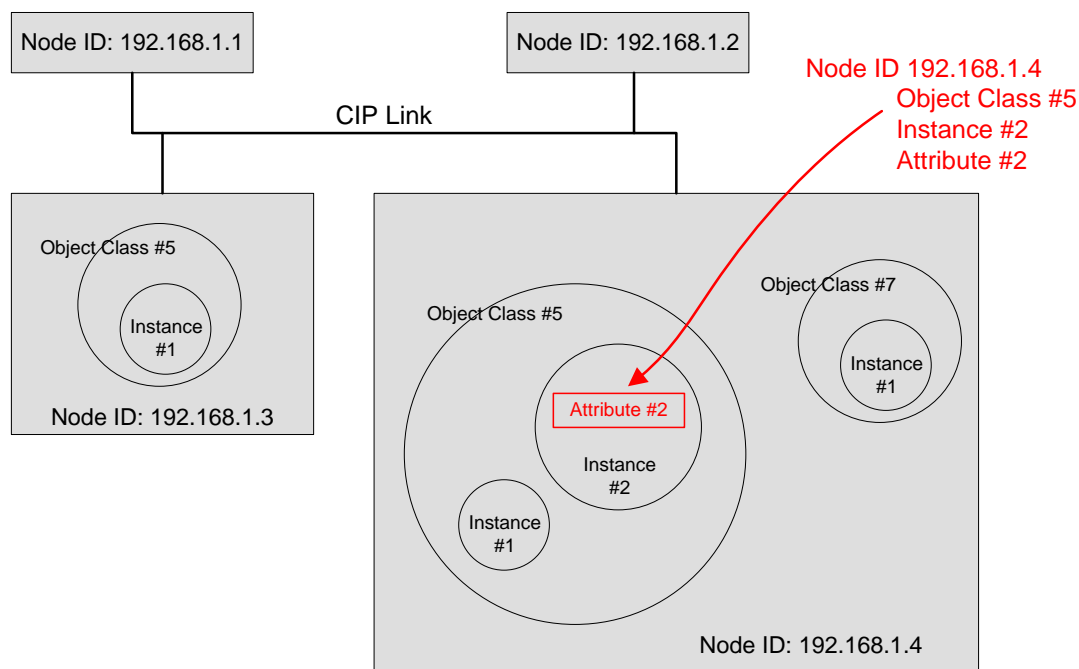 Node ID: 192.168.1.1
Node ID: 192.168.1.2
Node ID 192.168.1.4
Object Class #5
Instance #2
Attribute #2
CIP Link
Object Class #5
Instance
#1
Node ID: 192.168.1.3
Object Class #5
Attribute #2
Instance
#2
Instance
#1
Object Class #7
Instance
#1
Node ID: 192.168.1.4